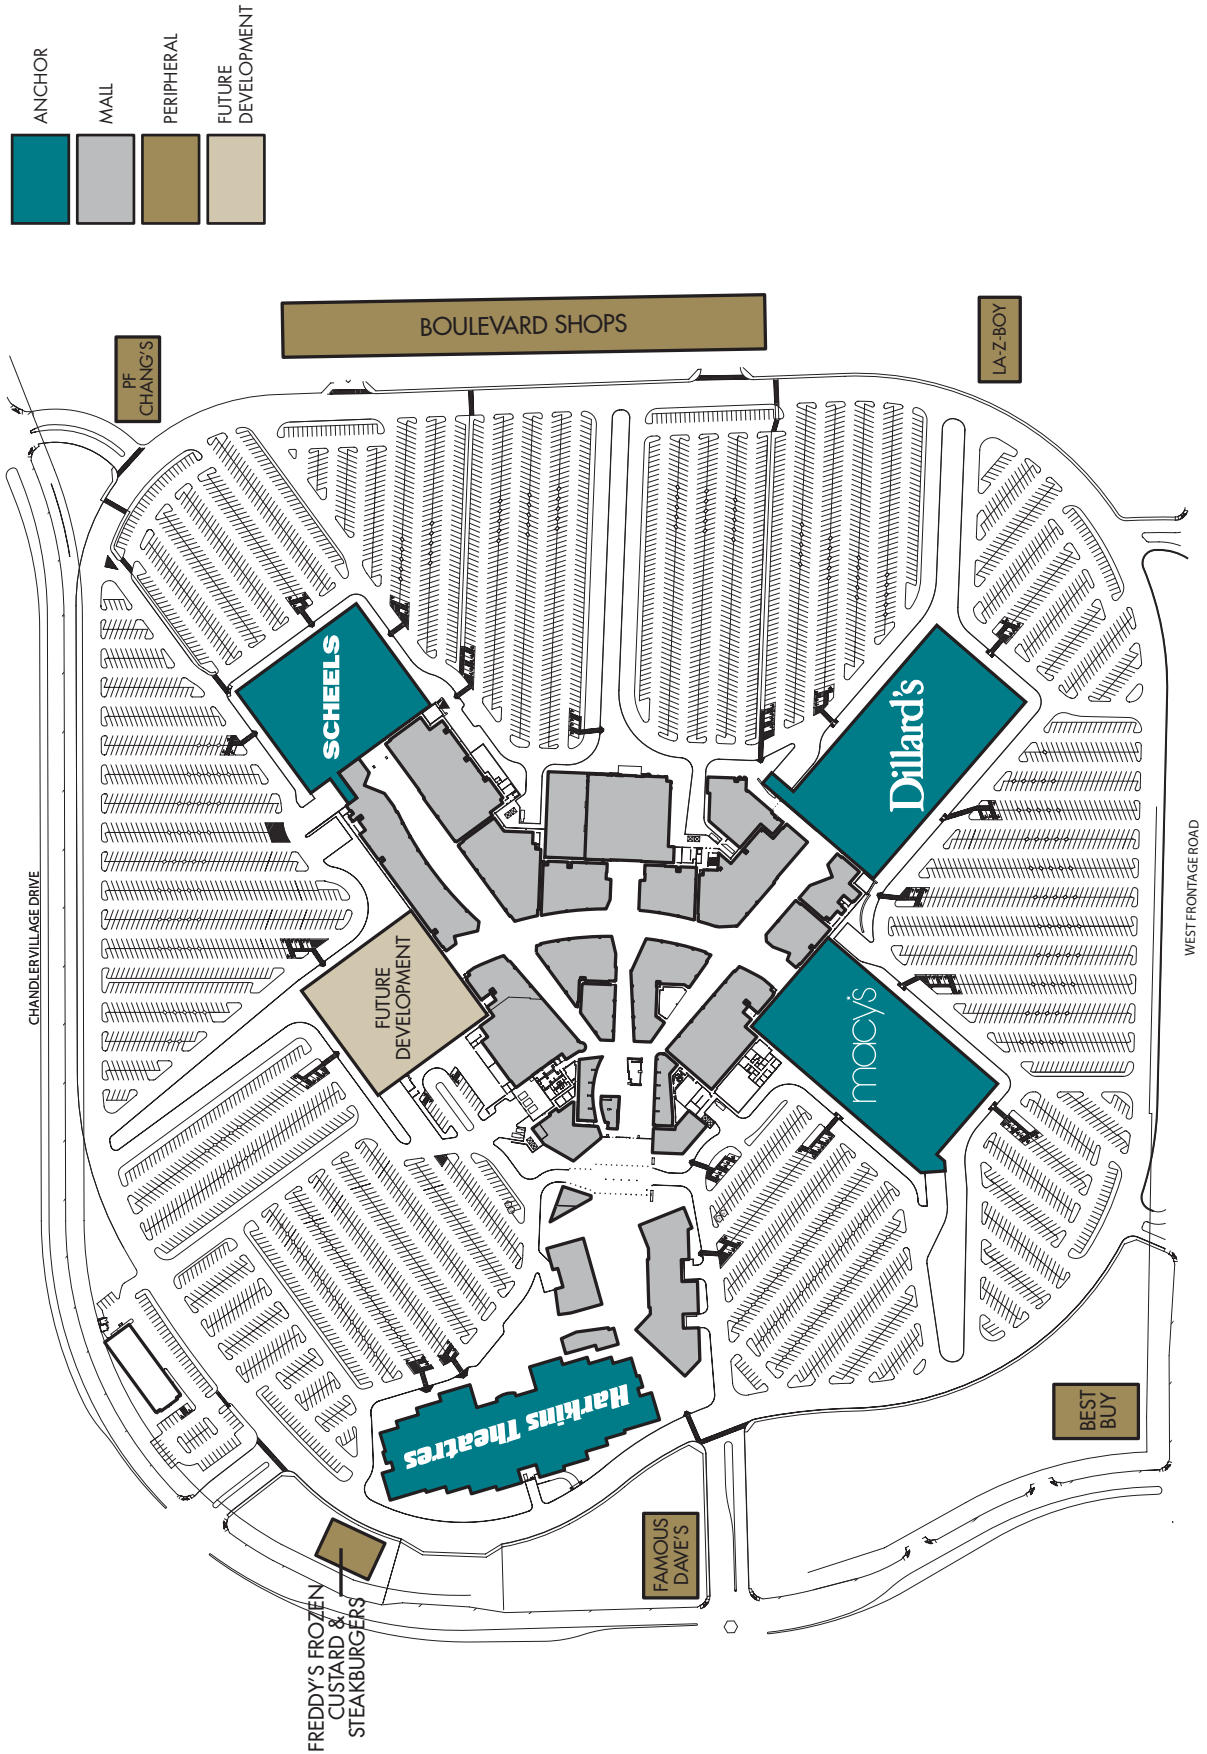 ANCHOR
MALL
PERIPHERAL
FUTURE
DEVELOPMENT
BOULEVARD SHOPS
PF
CHANG'S
LA-Z-BOY
CHANDLER VILLAGE DRIVE
WEST FRONTAGE ROAD
SCHEELS
Dillard's
FUTURE
DEVELOPMENT
macy's
Harkins Theatres
BEST
BUY
FAMOUS
DAVE'S
FREDDY'S FROZEN
CUSTARD &
STEAKBURGERS